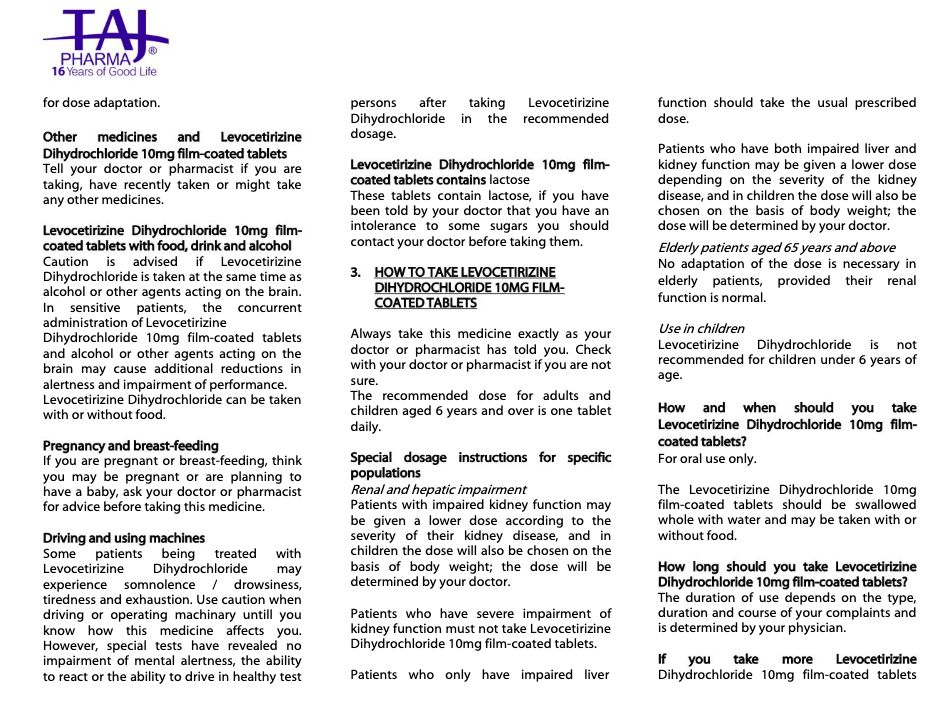 TAJ
PHARMA®
16 Years of Good Life
for dose adaptation.
Other medicines and Levocetirizine
Dihydrochloride 10mg film-coated tablets
Tell your doctor or pharmacist if you are
taking, have recently taken or might take
any other medicines.
Levocetirizine Dihydrochloride 10mg film-
coated tablets with food, drink and alcohol
Caution is advised if Levocetirizine
Dihydrochloride is taken at the same time as
alcohol or other agents acting on the brain.
In sensitive patients, the concurrent
administration of Levocetirizine
Dihydrochloride 10mg film-coated tablets
and alcohol or other agents acting on the
brain may cause additional reductions in
alertness and impairment of performance.
Levocetirizine Dihydrochloride can be taken
with or without food.
Pregnancy and breast-feeding
If you are pregnant or breast-feeding, think
you may be pregnant or are planning to
have a baby, ask your doctor or pharmacist
for advice before taking this medicine.
Driving and using machines
Some patients being treated with
Levocetirizine Dihydrochloride may
experience somnolence / drowsiness,
tiredness and exhaustion. Use caution when
driving or operating machinary untill you
know how this medicine affects you.
However, special tests have revealed no
impairment of mental alertness, the ability
to react or the ability to drive in healthy test
persons after taking Levocetirizine
Dihydrochloride in the recommended
dosage.
Levocetirizine Dihydrochloride 10mg film-
coated tablets contains lactose
These tablets contain lactose, if you have
been told by your doctor that you have an
intolerance to some sugars you should
contact your doctor before taking them.
3. HOW TO TAKE LEVOCETIRIZINE
DIHYDROCHLORIDE 10MG FILM-
COATED TABLETS
Always take this medicine exactly as your
doctor or pharmacist has told you. Check
with your doctor or pharmacist if you are not
sure.
The recommended dose for adults and
children aged 6 years and over is one tablet
daily.
Special dosage instructions for specific
populations
Renal and hepatic impairment
Patients with impaired kidney function may
be given a lower dose according to the
severity of their kidney disease, and in
children the dose will also be chosen on the
basis of body weight; the dose will be
determined by your doctor.
Patients who have severe impairment of
kidney function must not take Levocetirizine
Dihydrochloride 10mg film-coated tablets.
Patients who only have impaired liver
function should take the usual prescribed
dose.
Patients who have both impaired liver and
kidney function may be given a lower dose
depending on the severity of the kidney
disease, and in children the dose will also be
chosen on the basis of body weight; the
dose will be determined by your doctor.
Elderly patients aged 65 years and above
No adaptation of the dose is necessary in
elderly patients, provided their renal
function is normal.
Use in children
Levocetirizine Dihydrochloride is not
recommended for children under 6 years of
age.
How and when should you take
Levocetirizine Dihydrochloride 10mg film-
coated tablets?
For oral use only.
The Levocetirizine Dihydrochloride 10mg
film-coated tablets should be swallowed
whole with water and may be taken with or
without food.
How long should you take Levocetirizine
Dihydrochloride 10mg film-coated tablets?
The duration of use depends on the type,
duration and course of your complaints and
is determined by your physician.
If you take more Levocetirizine
Dihydrochloride 10mg film-coated tablets